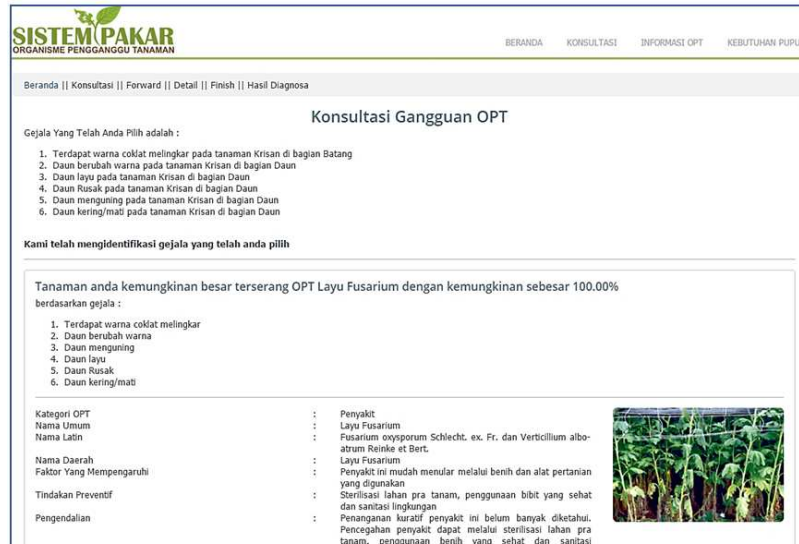 SISTEM PAKAR
ORGANISME PENGGANGGU TANAMAN
BERANDA KONSULTASI INFORMASI OPT KEBUTUHAN PUPU
Beranda || Konsultasi || Forward || Detail || Finish || Hasil Diagnosa
Konsultasi Gangguan OPT
Gejala Yang Telah Anda Pilih adalah :
1. Terdapat warna coklat melingkar pada tanaman Krisan di bagian Batang
2. Daun berubah warna pada tanaman Krisan di bagian Daun
3. Daun layu pada tanaman Krisan di bagian Daun
4. Daun Rusak pada tanaman Krisan di bagian Daun
5. Daun menguning pada tanaman Krisan di bagian Daun
6. Daun kering/mati pada tanaman Krisan di bagian Daun
Kami telah mengidentifikasi gejala yang telah anda pilih
Tanaman anda kemungkinan besar terserang OPT Layu Fusarium dengan kemungkinan sebesar 100.00%
berdasarkan gejala :
1. Terdapat warna coklat melingkar
2. Daun berubah warna
3. Daun menguning
4. Daun layu
5. Daun Rusak
6. Daun kering/mati
Kategori OPT : Penyakit
Nama Umum : Layu Fusarium
Nama Latin : Fusarium oxysporum Schlecht. ex. Fr. dan Verticillium albo-
atrum Reinke et Bert.
Nama Daerah : Layu Fusarium
Faktor Yang Mempengaruhi : Penyakit ini mudah menular melalui benih dan alat pertanian
yang digunakan
Tindakan Preventif : Sterilisasi lahan pra tanam, penggunaan bibit yang sehat
dan sanitasi lingkungan
Pengendalian : Penanganan kuratif penyakit ini belum banyak diketahui.
Pencegahan penyakit dapat melalui sterilisasi lahan pra
tanam, penggunaan benih yang sehat dan sanitasi